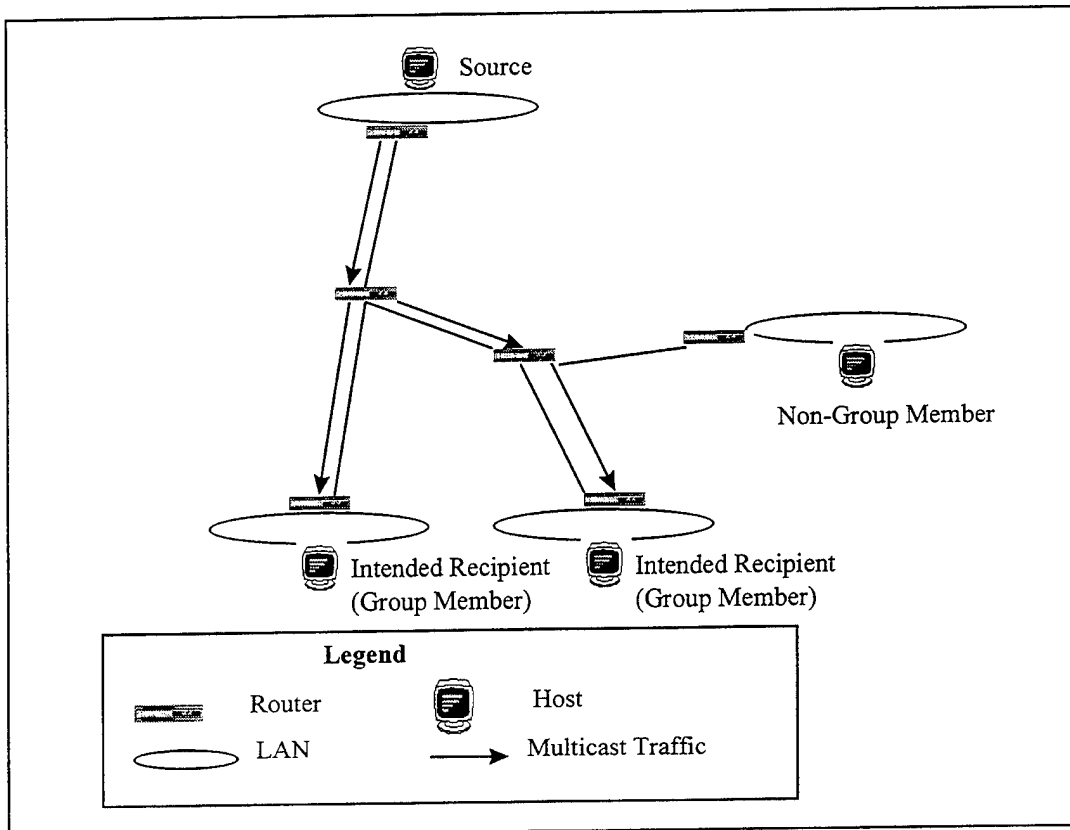 Source
Non-Group Member
Intended Recipient
(Group Member)
Intended Recipient
(Group Member)
Legend
Router
Host
LAN
Multicast Traffic